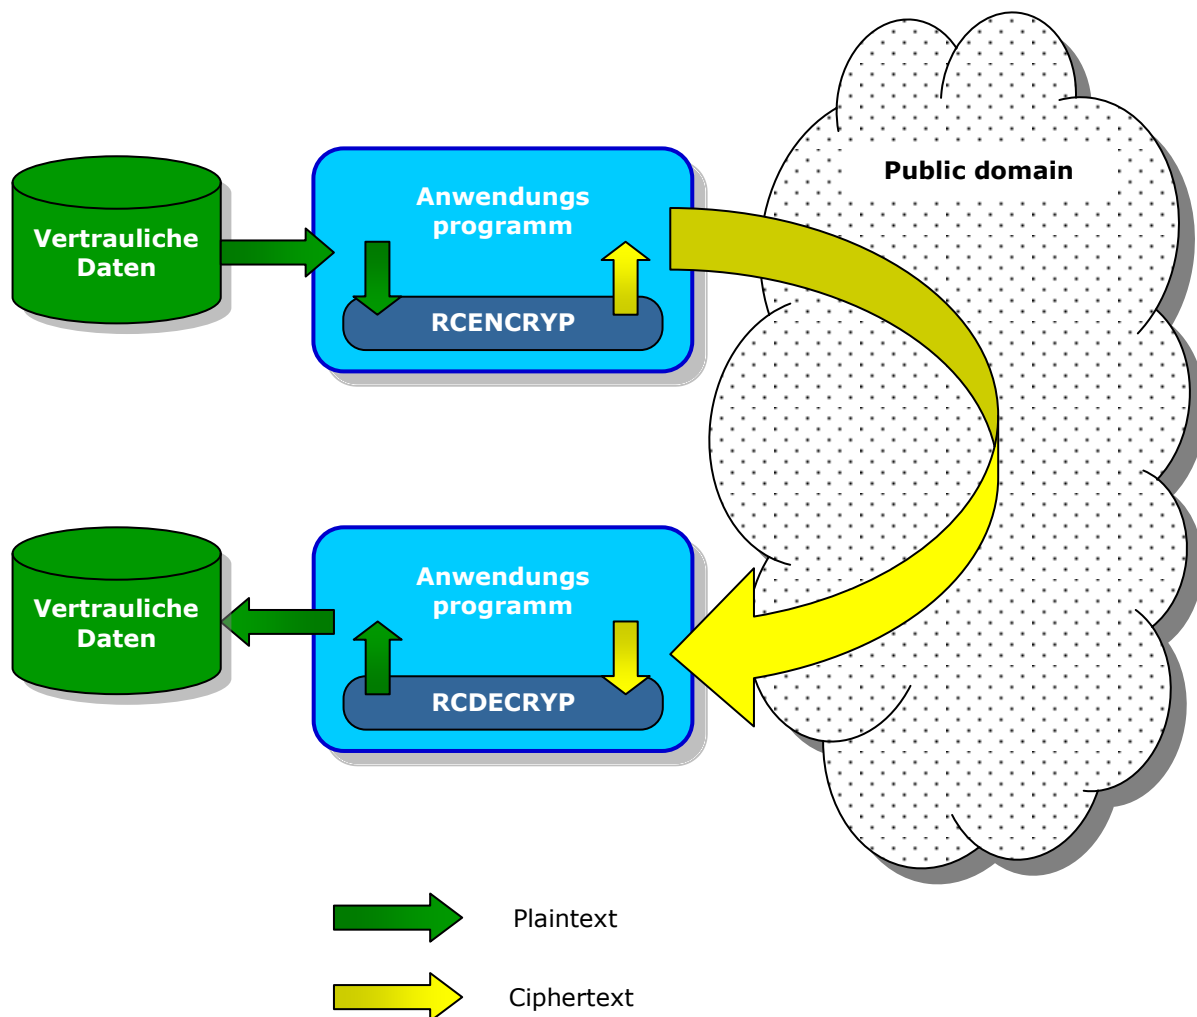 Public domain
Vertrauliche
Daten
Anwendungs
programm
RCENCRYP
Vertrauliche
Daten
Anwendungs
programm
RCDECRYP
Plaintext
Ciphertext